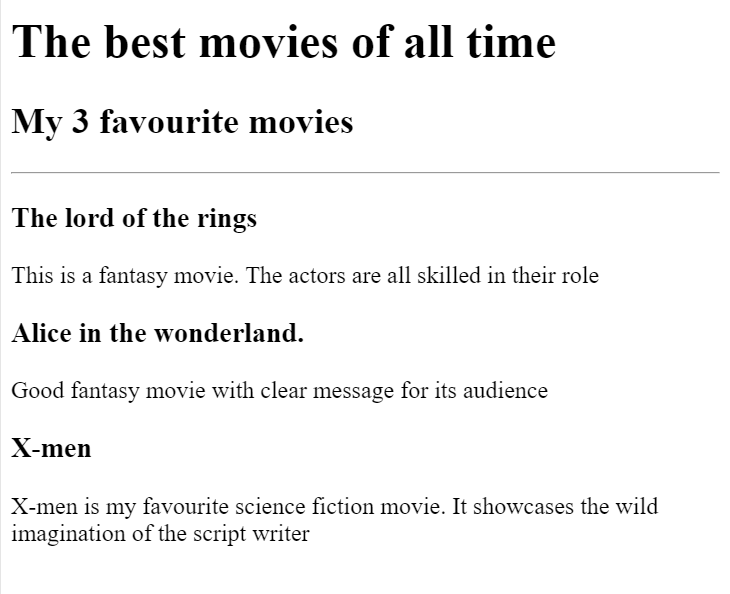 The best movies of all time
My 3 favourite movies
The lord of the rings
This is a fantasy movie. The actors are all skilled in their role
Alice in the wonderland.
Good fantasy movie with clear message for its audience
X-men
X-men is my favourite science fiction movie. It showcases the wild
imagination of the script writer